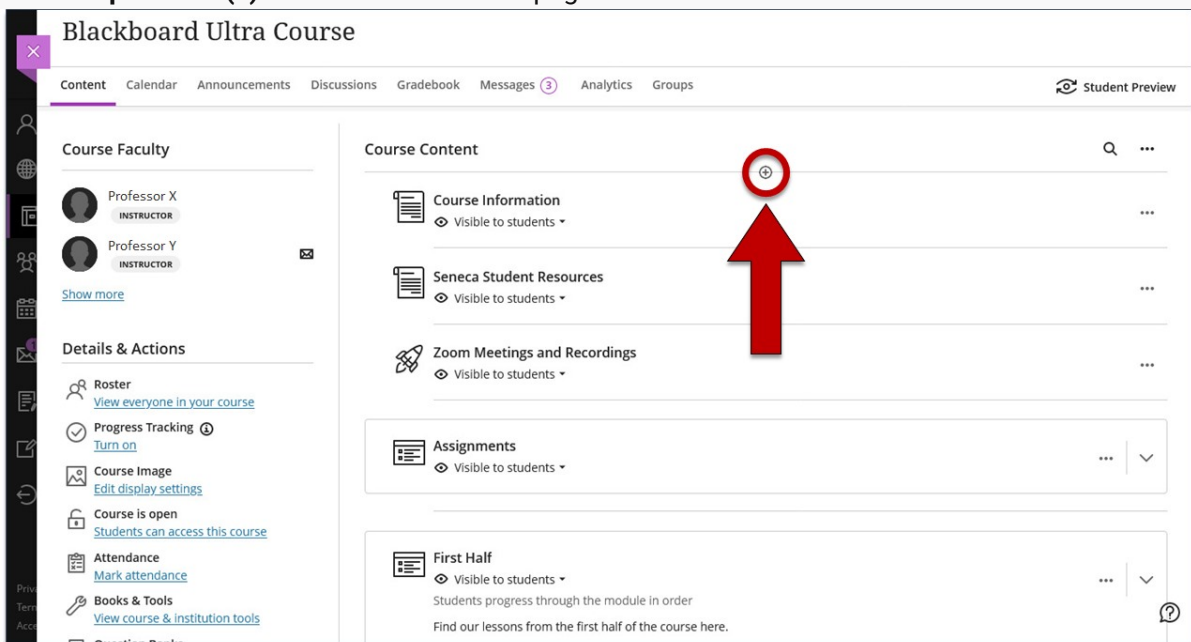 Blackboard Ultra Course
Content Calendar Announcements Discussions Gradebook Messages 3 Analytics Groups
Student Preview
Course Faculty
Professor X
INSTRUCTOR
Professor Y
INSTRUCTOR
Show more
Details & Actions
Roster
View everyone in your course
Progress Tracking
Turn on
Course Image
Edit display settings
Course is open
Students can access this course
Attendance
Mark attendance
Books & Tools
View course & institution tools
Course Content
Course Information
Visible to students
Seneca Student Resources
Visible to students
Zoom Meetings and Recordings
Visible to students
Assignments
Visible to students
First Half
Visible to students
Students progress through the module in order
Find our lessons from the first half of the course here.